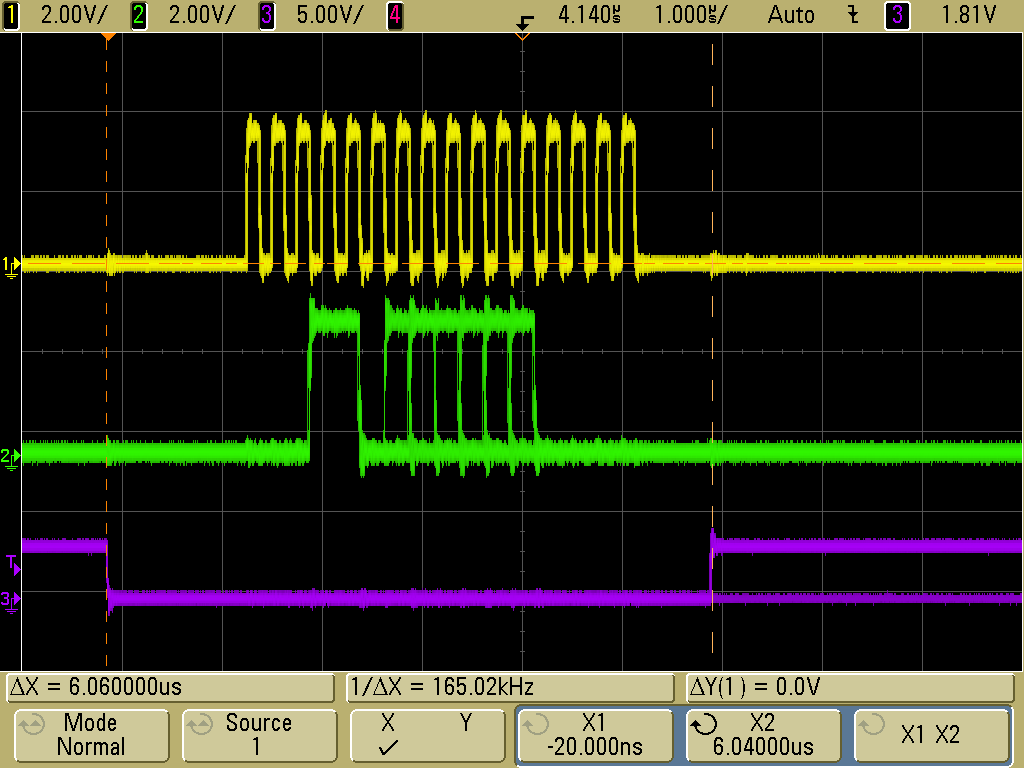 1 2.00V/ 2 2.00V/ 3 5.00V/ 4 4.140µs 1.000µs/ Auto 3 1.81V
1
2
T
3
ΔX = 6.060000us 1/ΔX = 165.02kHz ΔY(1) = 0.0V
Mode Source X Y X1 X2 X1 X2
Normal 1 ✓ -20.000ns 6.04000us